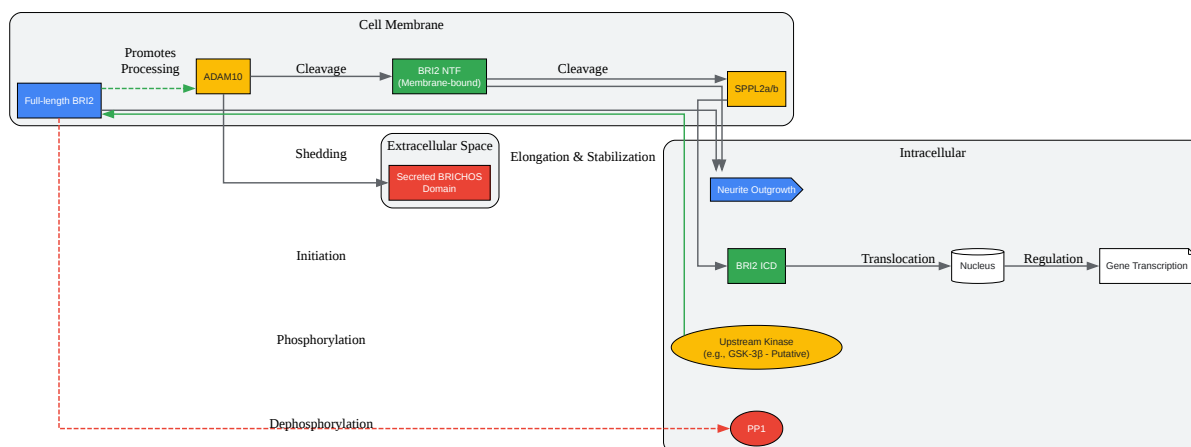 Cell Membrane
Promotes
Processing
ADAM10
Cleavage
BRI2 NTF
(Membrane-bound)
Cleavage
SPPL2a/b
Full-length BRI2
Extracellular Space
Shedding
Elongation & Stabilization
Intracellular
Secreted BRICHOS
Domain
Neurite Outgrowth
Initiation
BRI2 ICD
Translocation
Nucleus
Regulation
Gene Transcription
Phosphorylation
Upstream Kinase
(e.g., GSK-3β - Putative)
Dephosphorylation
PP1